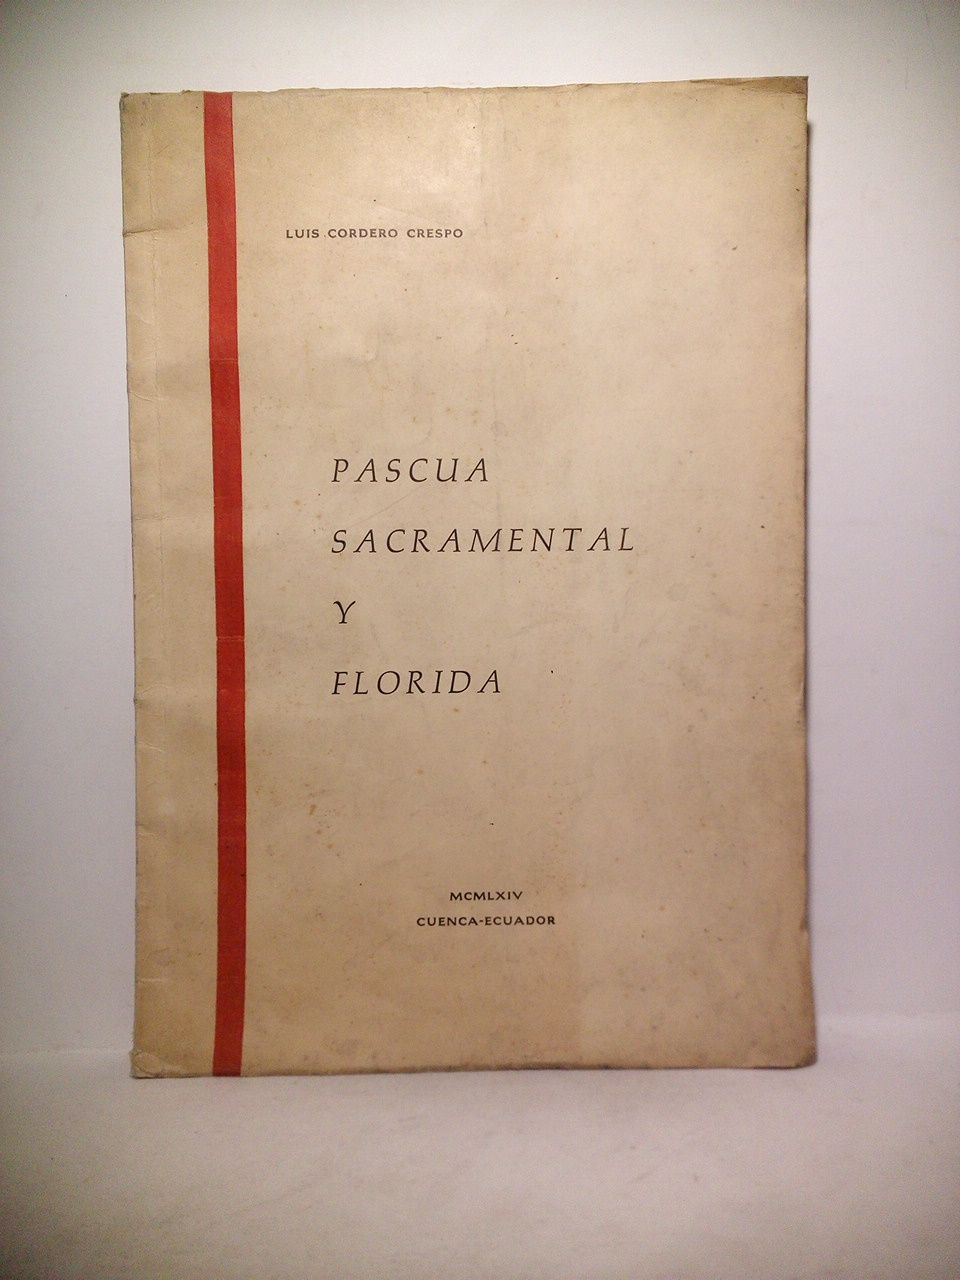 LUIS CORDERO CRESPO
PASCUA
SACRAMENTAL
Y
FLORIDA
MCMLXIV
CUENCA-ECUADOR